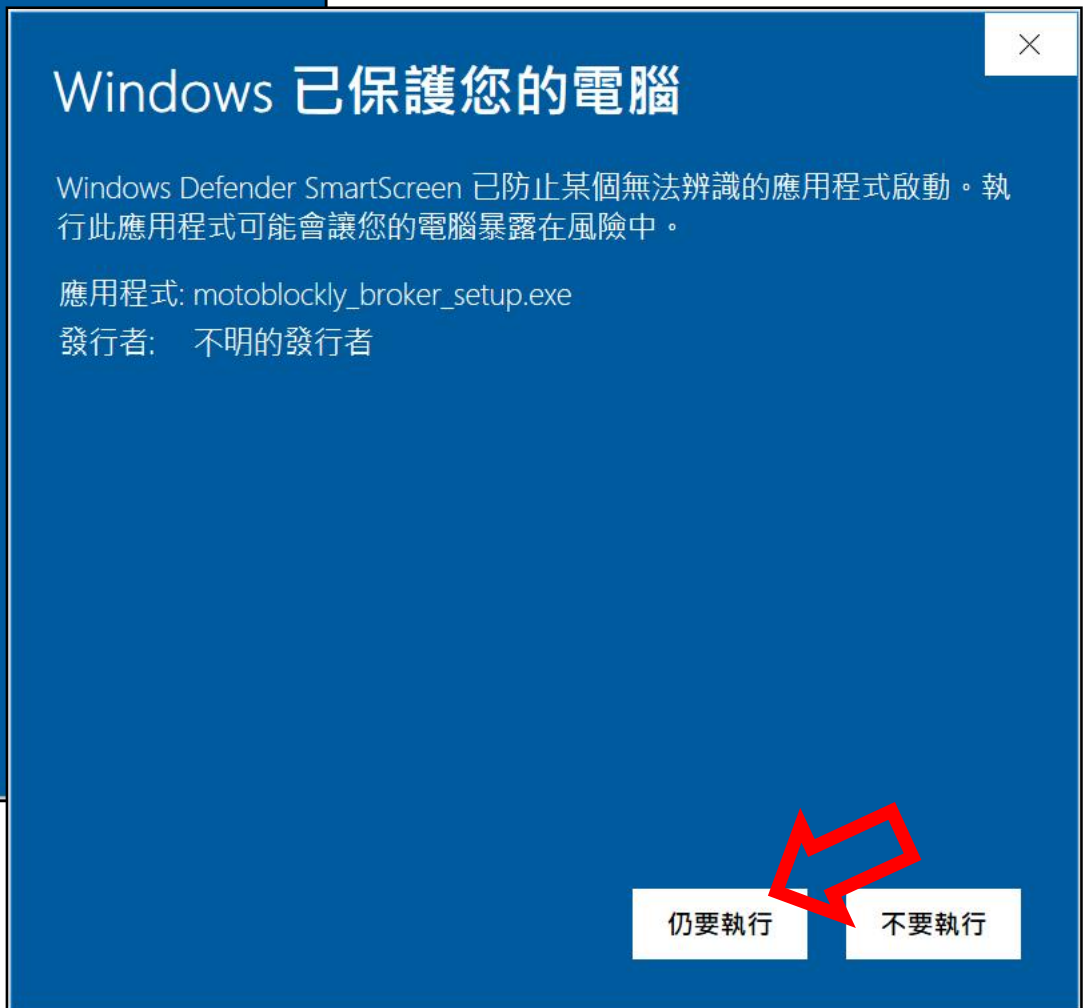 Windows 已保護您的電腦
Windows Defender SmartScreen 已防止某個無法辨識的應用程式啟動。執
行此應用程式可能會讓您的電腦暴露在風險中。
應用程式: motoblockly_broker_setup.exe
發行者: 不明的發行者
仍要執行 不要執行